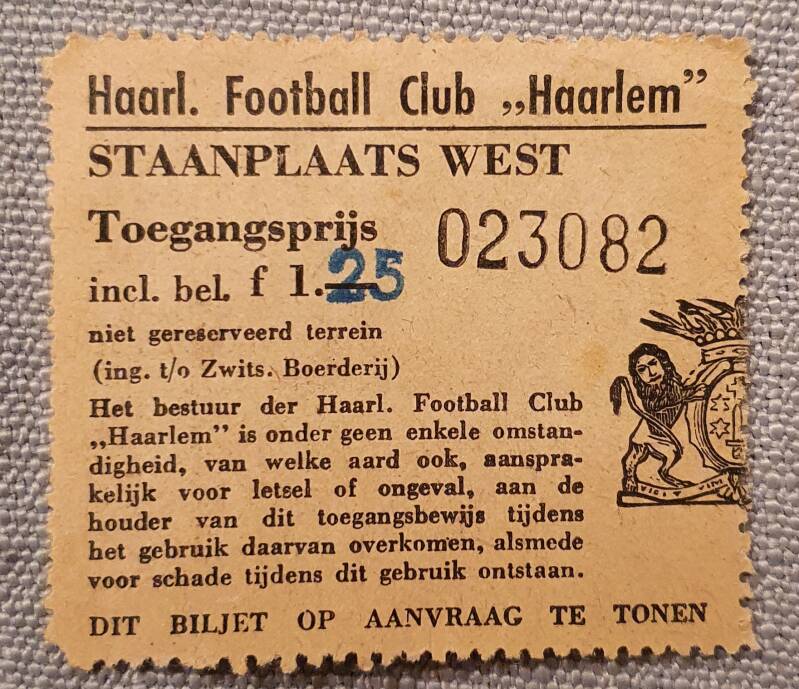 Haarl. Football Club „Haarlem”
STAANPLAATS WEST
Toegangsprijs 023082
incl. bel. f 1.25
niet gereserveerd terrein
(ing. t/o Zwits. Boerderij)
Het bestuur der Haarl. Football Club
„Haarlem” is onder geen enkele omstan-
digheid, van welke aard ook, aanspra-
kelijk voor letsel of ongeval, aan de
houder van dit toegangsbewijs tijdens
het gebruik daarvan overkomen, alsmede
voor schade tijdens dit gebruik ontstaan.
VICI VIM
DIT BILJET OP AANVRAAG TE TONEN